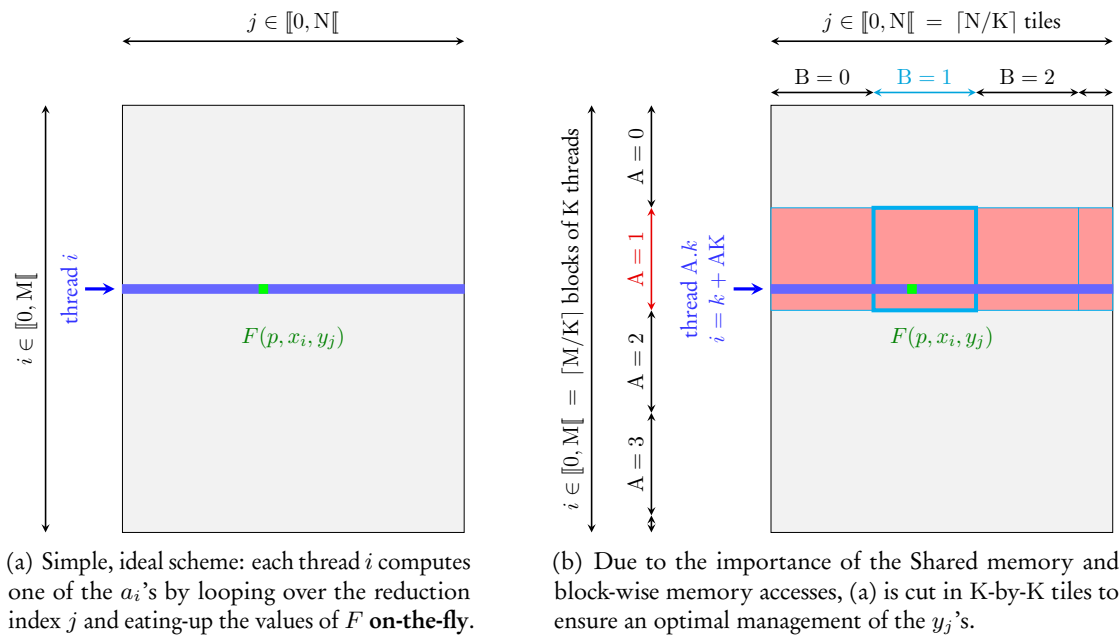 j ∈ ⟦0, N⟦
i ∈ ⟦0, M⟦
thread i
F(p, x_i, y_j)
(a) Simple, ideal scheme: each thread i computes
one of the a_i's by looping over the reduction
index j and eating-up the values of F on-the-fly.
j ∈ ⟦0, N⟦ = ⌈N/K⌉ tiles
B = 0
B = 1
B = 2
i ∈ ⟦0, M⟦ = ⌈M/K⌉ blocks of K threads
A = 0
A = 1
A = 2
A = 3
thread A.k
i = k + AK
F(p, x_i, y_j)
(b) Due to the importance of the Shared memory and
block-wise memory accesses, (a) is cut in K-by-K tiles to
ensure an optimal management of the y_j's.